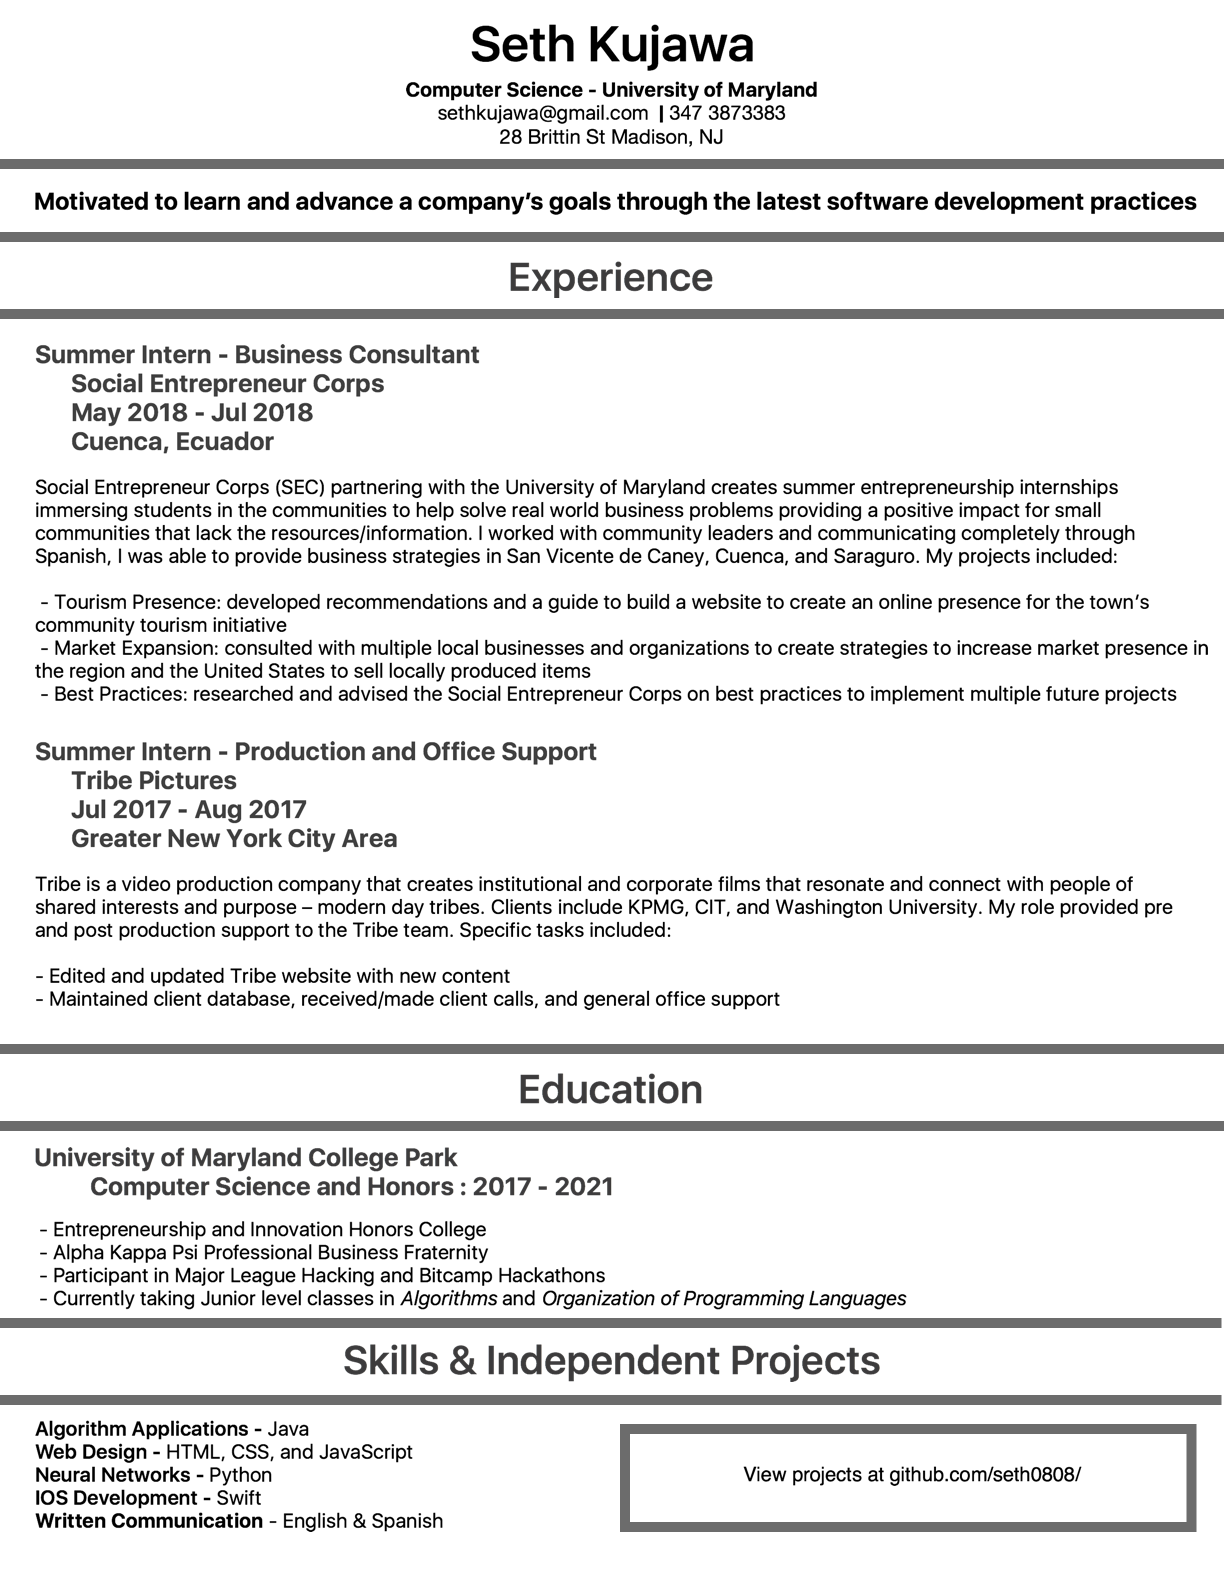 Seth Kujawa
Computer Science - University of Maryland
sethkujawa@gmail.com | 347 3873383
28 Brittin St Madison, NJ
Motivated to learn and advance a company’s goals through the latest software development practices
Experience
Summer Intern - Business Consultant
Social Entrepreneur Corps
May 2018 - Jul 2018
Cuenca, Ecuador
Social Entrepreneur Corps (SEC) partnering with the University of Maryland creates summer entrepreneurship internships
immersing students in the communities to help solve real world business problems providing a positive impact for small
communities that lack the resources/information. I worked with community leaders and communicating completely through
Spanish, I was able to provide business strategies in San Vicente de Caney, Cuenca, and Saraguro. My projects included:
- Tourism Presence: developed recommendations and a guide to build a website to create an online presence for the town’s
community tourism initiative
- Market Expansion: consulted with multiple local businesses and organizations to create strategies to increase market presence in
the region and the United States to sell locally produced items
- Best Practices: researched and advised the Social Entrepreneur Corps on best practices to implement multiple future projects
Summer Intern - Production and Office Support
Tribe Pictures
Jul 2017 - Aug 2017
Greater New York City Area
Tribe is a video production company that creates institutional and corporate films that resonate and connect with people of
shared interests and purpose – modern day tribes. Clients include KPMG, CIT, and Washington University. My role provided pre
and post production support to the Tribe team. Specific tasks included:
- Edited and updated Tribe website with new content
- Maintained client database, received/made client calls, and general office support
Education
University of Maryland College Park
Computer Science and Honors : 2017 - 2021
- Entrepreneurship and Innovation Honors College
- Alpha Kappa Psi Professional Business Fraternity
- Participant in Major League Hacking and Bitcamp Hackathons
- Currently taking Junior level classes in Algorithms and Organization of Programming Languages
Skills & Independent Projects
Algorithm Applications - Java
Web Design - HTML, CSS, and JavaScript
Neural Networks - Python
IOS Development - Swift
Written Communication - English & Spanish
View projects at github.com/seth0808/